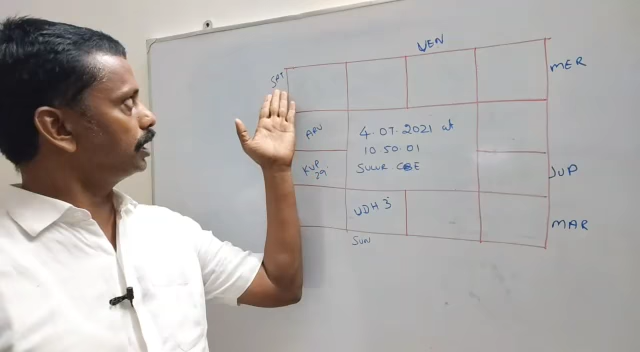 VEN
MER
SAT
ARU
4.07.2021 at
10.50.01
SULUR CBE
KUP
29
JUP
UDH 3
MAR
SUN